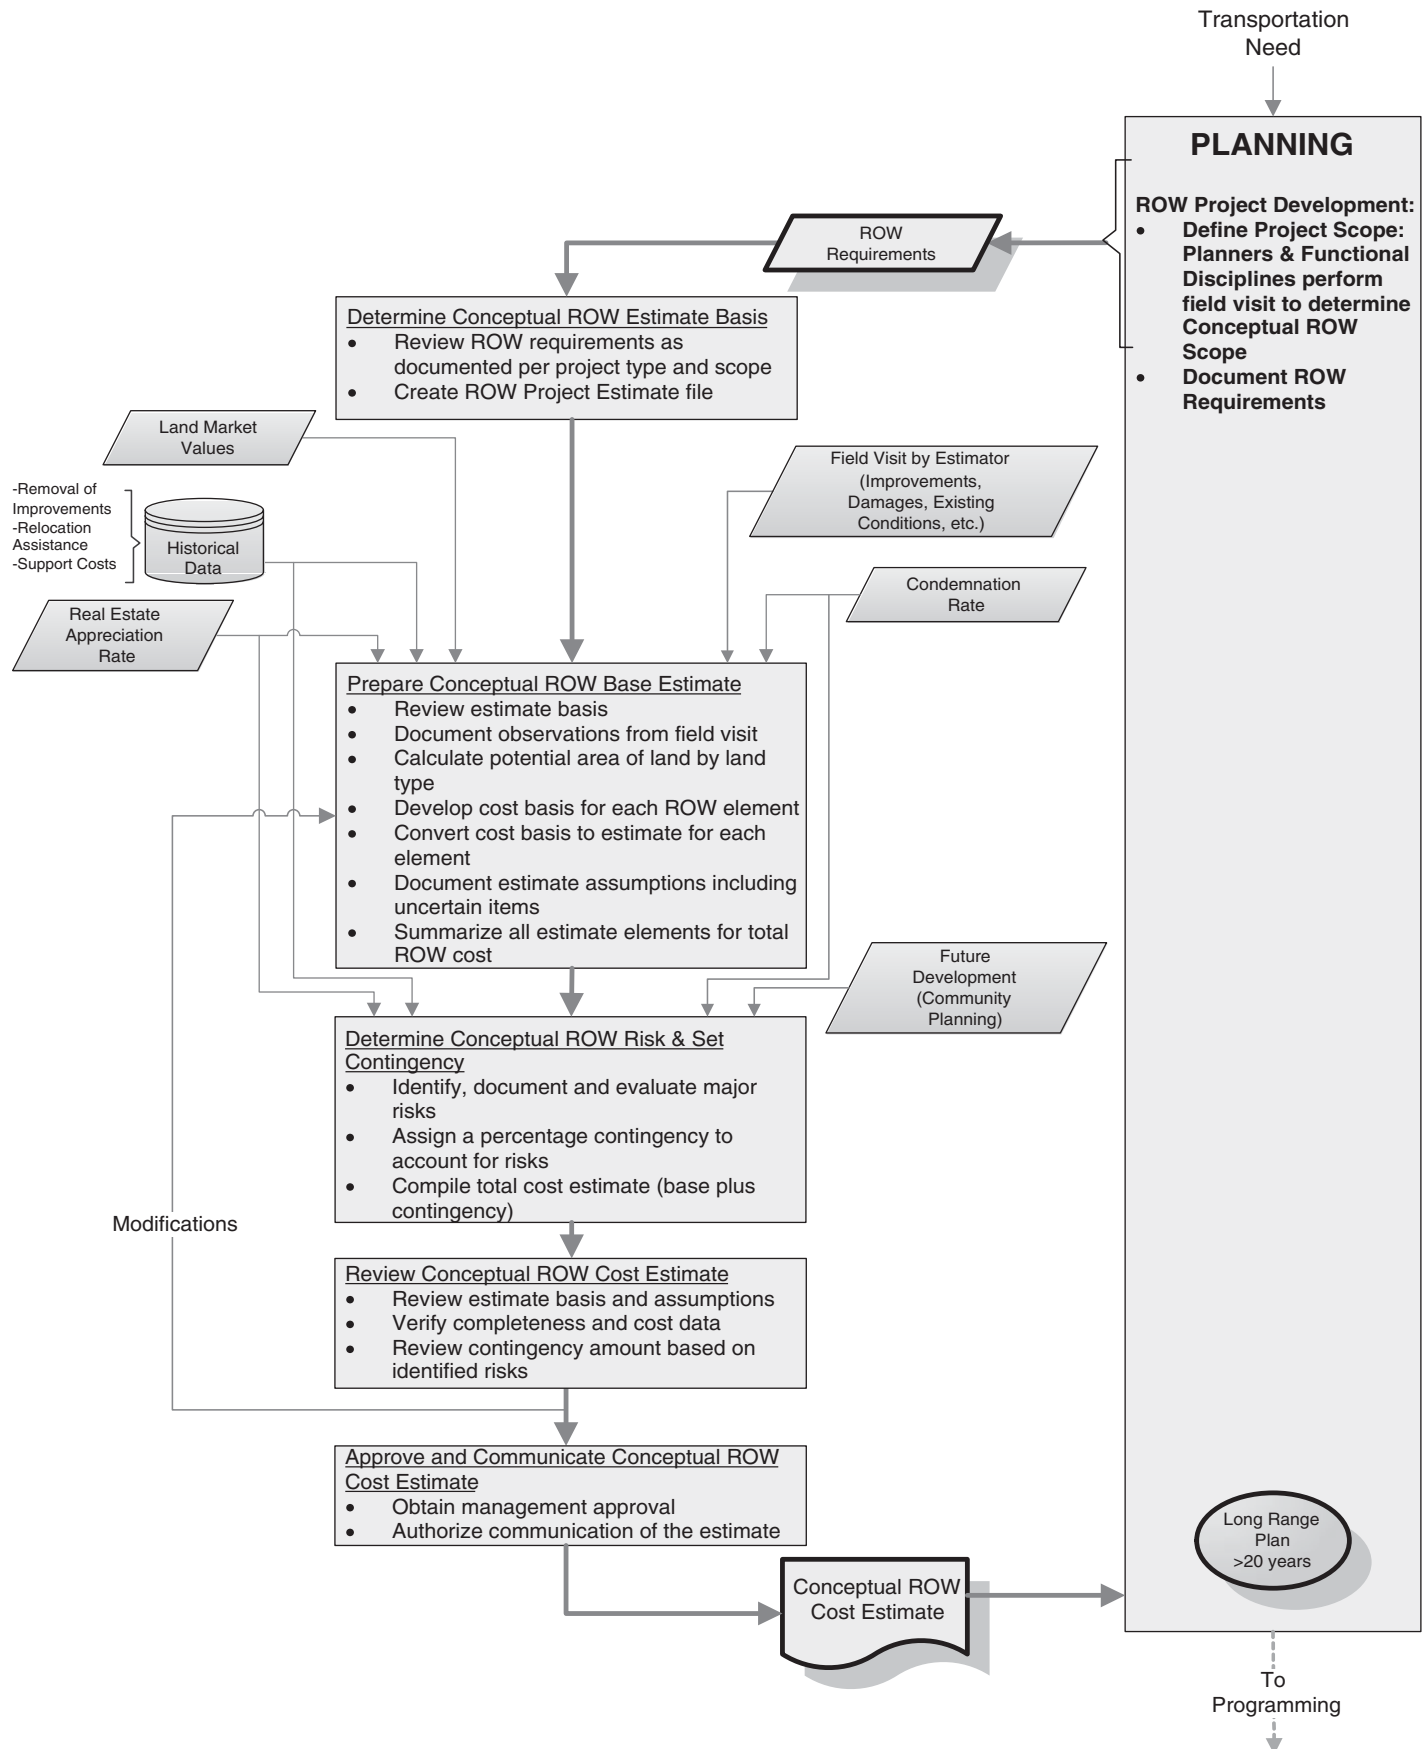 Transportation
Need
PLANNING
ROW Project Development:
• Define Project Scope:
Planners & Functional
Disciplines perform
field visit to determine
Conceptual ROW
Scope
• Document ROW
Requirements
ROW
Requirements
Determine Conceptual ROW Estimate Basis
• Review ROW requirements as
documented per project type and scope
• Create ROW Project Estimate file
Land Market
Values
-Removal of
Improvements
-Relocation
Assistance
-Support Costs
Historical
Data
Real Estate
Appreciation
Rate
Field Visit by Estimator
(Improvements,
Damages, Existing
Conditions, etc.)
Condemnation
Rate
Prepare Conceptual ROW Base Estimate
• Review estimate basis
• Document observations from field visit
• Calculate potential area of land by land
type
• Develop cost basis for each ROW element
• Convert cost basis to estimate for each
element
• Document estimate assumptions including
uncertain items
• Summarize all estimate elements for total
ROW cost
Future
Development
(Community
Planning)
Determine Conceptual ROW Risk & Set
Contingency
• Identify, document and evaluate major
risks
• Assign a percentage contingency to
account for risks
• Compile total cost estimate (base plus
contingency)
Modifications
Review Conceptual ROW Cost Estimate
• Review estimate basis and assumptions
• Verify completeness and cost data
• Review contingency amount based on
identified risks
Approve and Communicate Conceptual ROW
Cost Estimate
• Obtain management approval
• Authorize communication of the estimate
Conceptual ROW
Cost Estimate
Long Range
Plan
>20 years
To
Programming